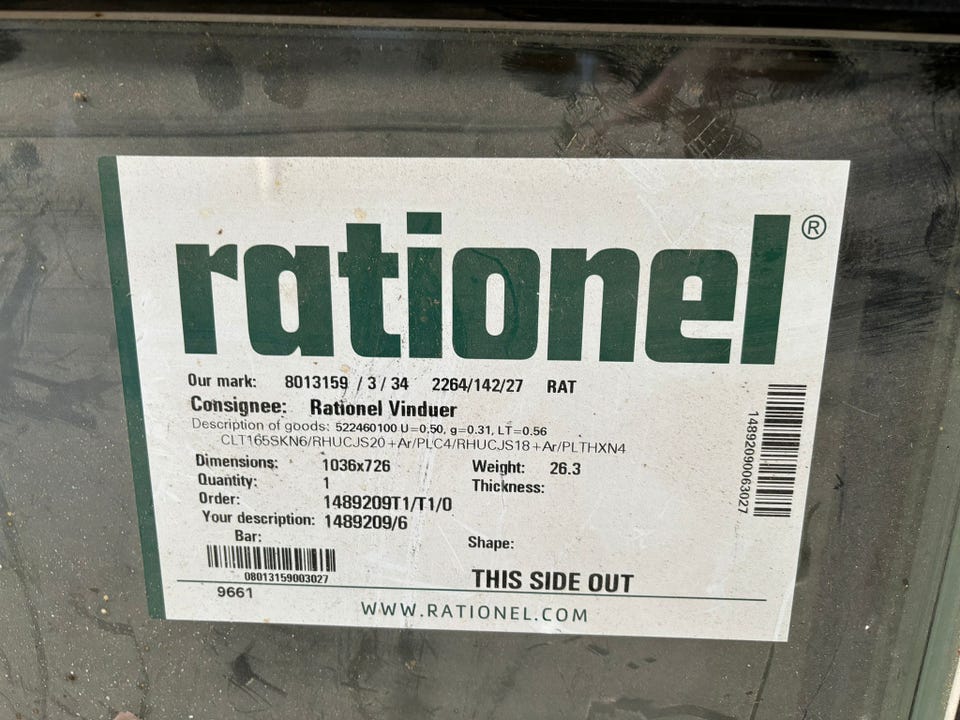 rationel®
Our mark: 8013159 / 3 / 34 2264/142/27 RAT
Consignee: Rationel Vinduer
Description of goods: 522460100 U=0,50, g=0.31, LT=0.56
CLT165SKN6/RHUCJS20+Ar/PLC4/RHUCJS18+Ar/PLTHXN4
Dimensions: 1036x726 Weight: 26.3
Quantity: 1 Thickness:
Order: 1489209T1/T1/0
Your description: 1489209/6
Bar: Shape:
08013159003027
THIS SIDE OUT
9661
WWW.RATIONEL.COM
14892090063027